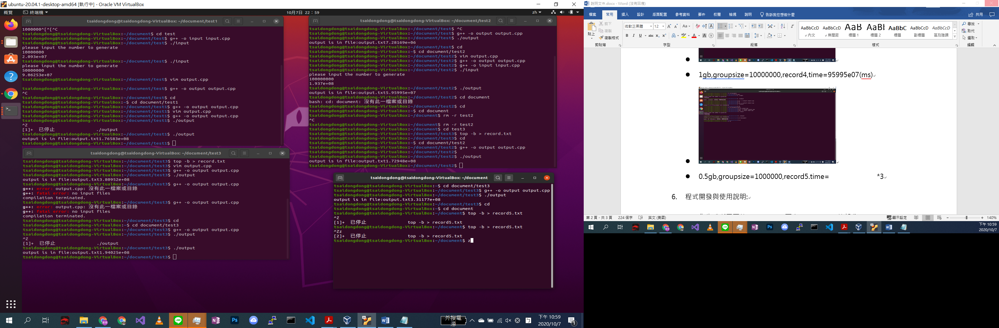 ubuntu-20.04.1-desktop-amd64 [執行中] - Oracle VM VirtualBox
概覽 終端機 10月7日 22：59 zh
tsaidongdong@tsaidongdong-VirtualBox: ~/document/test1
1000000^[^[^C
tsaidongdong@tsaidongdong-VirtualBox:~/document$ cd test
tsaidongdong@tsaidongdong-VirtualBox:~/document/test$ g++ -o input input.cpp
tsaidongdong@tsaidongdong-VirtualBox:~/document/test$ ./input
please input the number to generate
10000000
2.093e+07
tsaidongdong@tsaidongdong-VirtualBox:~/document/test$ ./input
please input the number to generate
50000000
9.06253e+07
tsaidongdong@tsaidongdong-VirtualBox:~/document/test$ vim output.cpp
tsaidongdong@tsaidongdong-VirtualBox:~/document/test$ g++ -o output output.cpp
^C
tsaidongdong@tsaidongdong-VirtualBox:~/document/test$ cd
tsaidongdong@tsaidongdong-VirtualBox:~$ cd document/test1
tsaidongdong@tsaidongdong-VirtualBox:~/document/test1$ g++ -o output output.cpp
tsaidongdong@tsaidongdong-VirtualBox:~/document/test1$ vim output.cpp
tsaidongdong@tsaidongdong-VirtualBox:~/document/test1$ g++ -o output output.cpp
tsaidongdong@tsaidongdong-VirtualBox:~/document/test1$ ./output
^Z
[1]+ 已停止 ./output
tsaidongdong@tsaidongdong-VirtualBox:~/document/test1$ ./output
output is in file:output.txt1.76583e+08
tsaidongdong@tsaidongdong-VirtualBox:~/document/test1$
tsaidongdong@tsaidongdong-VirtualBox: ~/document/test3
tsaidongdong@tsaidongdong-VirtualBox:~/document/test3$ top -b > record.txt
tsaidongdong@tsaidongdong-VirtualBox:~/document/test3$ vim output.cpp
tsaidongdong@tsaidongdong-VirtualBox:~/document/test3$ g++ -o output output.cpp
tsaidongdong@tsaidongdong-VirtualBox:~/document/test3$ ./output
output is in file:output.txt3.80952e+08
tsaidongdong@tsaidongdong-VirtualBox:~/document/test3$ g++ -o output output.cpp
g++: error: output.cpp: 沒有此一檔案或目錄
g++: fatal error: no input files
compilation terminated.
tsaidongdong@tsaidongdong-VirtualBox:~/document/test3$ g++ -o output output.cpp
g++: error: output.cpp: 沒有此一檔案或目錄
g++: fatal error: no input files
compilation terminated.
tsaidongdong@tsaidongdong-VirtualBox:~/document/test3$ cd
tsaidongdong@tsaidongdong-VirtualBox:~$ cd document/test3
tsaidongdong@tsaidongdong-VirtualBox:~/document/test3$ g++ -o output output.cpp
tsaidongdong@tsaidongdong-VirtualBox:~/document/test3$ ./output
^Z
[1]+ 已停止 ./output
tsaidongdong@tsaidongdong-VirtualBox:~/document/test3$ ./output
output is in file:output.txt1.94025e+08
tsaidongdong@tsaidongdong-VirtualBox:~/document/test3$
tsaidongdong@tsaidongdong-VirtualBox: ~/document/test2
tsaidongdong@tsaidongdong-VirtualBox:~/document/test$ ^C
tsaidongdong@tsaidongdong-VirtualBox:~/document/test$ g++ -o output output.cpp
tsaidongdong@tsaidongdong-VirtualBox:~/document/test$ ./output
output is in file:output.txt7.28169e+06
tsaidongdong@tsaidongdong-VirtualBox:~/document/test$ cd
tsaidongdong@tsaidongdong-VirtualBox:~$ cd document/test2
tsaidongdong@tsaidongdong-VirtualBox:~/document/test2$ vim output.cpp
tsaidongdong@tsaidongdong-VirtualBox:~/document/test2$ g++ -o output output.cpp
tsaidongdong@tsaidongdong-VirtualBox:~/document/test2$ g++ -o input input.cpp
tsaidongdong@tsaidongdong-VirtualBox:~/document/test2$ ./input
please input the number to generate
100000000
1.937e+08
tsaidongdong@tsaidongdong-VirtualBox:~/document/test2$ ./output
output is in file:output.txt5.95995e+07
tsaidongdong@tsaidongdong-VirtualBox:~/document/test2$ cd document
bash: cd: document: 沒有此一檔案或目錄
tsaidongdong@tsaidongdong-VirtualBox:~/document/test2$ cd
tsaidongdong@tsaidongdong-VirtualBox:~$ cd document
tsaidongdong@tsaidongdong-VirtualBox:~/document$ rm -r test2
^C
tsaidongdong@tsaidongdong-VirtualBox:~/document$ rm -r test2
tsaidongdong@tsaidongdong-VirtualBox:~/document$ cd test3
tsaidongdong@tsaidongdong-VirtualBox:~/document/test3$ top -b > record.txt
tsaidongdong@tsaidongdong-VirtualBox:~/document/test3$ cd
tsaidongdong@tsaidongdong-VirtualBox:~$ cd document/test2
tsaidongdong@tsaidongdong-VirtualBox:~/document/test2$ g++ -o output output.cpp
tsaidongdong@tsaidongdong-VirtualBox:~/document/test2$
tsaidongdong@tsaidongdong-VirtualBox:~/document/test2$ ./output
output is in file:output.txt1.72948e+08
tsaidongdong@tsaidongdong-VirtualBox:~/document/test2$
tsaidongdong@tsaidongdong-VirtualBox: ~/document
tsaidongdong@tsaidongdong-VirtualBox:~$ cd document/test3
tsaidongdong@tsaidongdong-VirtualBox:~/document/test3$ g++ -o output output.cpp
tsaidongdong@tsaidongdong-VirtualBox:~/document/test3$ ./output
output is in file:output.txt3.31177e+08
tsaidongdong@tsaidongdong-VirtualBox:~/document/test3$ cd
tsaidongdong@tsaidongdong-VirtualBox:~$ cd document
tsaidongdong@tsaidongdong-VirtualBox:~/document$ top -b > record5.txt
^Z
[1]+ 已停止 top -b > record5.txt
tsaidongdong@tsaidongdong-VirtualBox:~/document$ top -b > record5.txt
^Zz
[2]+ 已停止 top -b > record5.txt
tsaidongdong@tsaidongdong-VirtualBox:~/document$ z
外接電源
下午 10:59
2020/10/7
說明文件.docx - Word (沒有回應)
檔案 常用 插入 設計 版面配置 參考資料 郵件 校閱 檢視 說明 告訴我您想做什麼 共用
貼上 剪下 複製 複製格式
剪貼簿
微軟正黑體 12
字型
段落
AaBbCcD 內文
AaBbCcD 無間距
AaB 標題 1
AaBl 標題 2
AaBbC 標題
AaBbCcD 副標題
AaBbCcD 區別強調
樣式
尋找
取代
選取
編輯
1gb,groupsize=10000000,record4,time=95995e07(ms)
0.5gb,groupsize=1000000,record5.time= *3
6. 程式開發與使用說明:
第 2 頁，共 3 頁 224 個字 英文 (美國) 顯示設定 140%
下午 10:59
2020/10/7